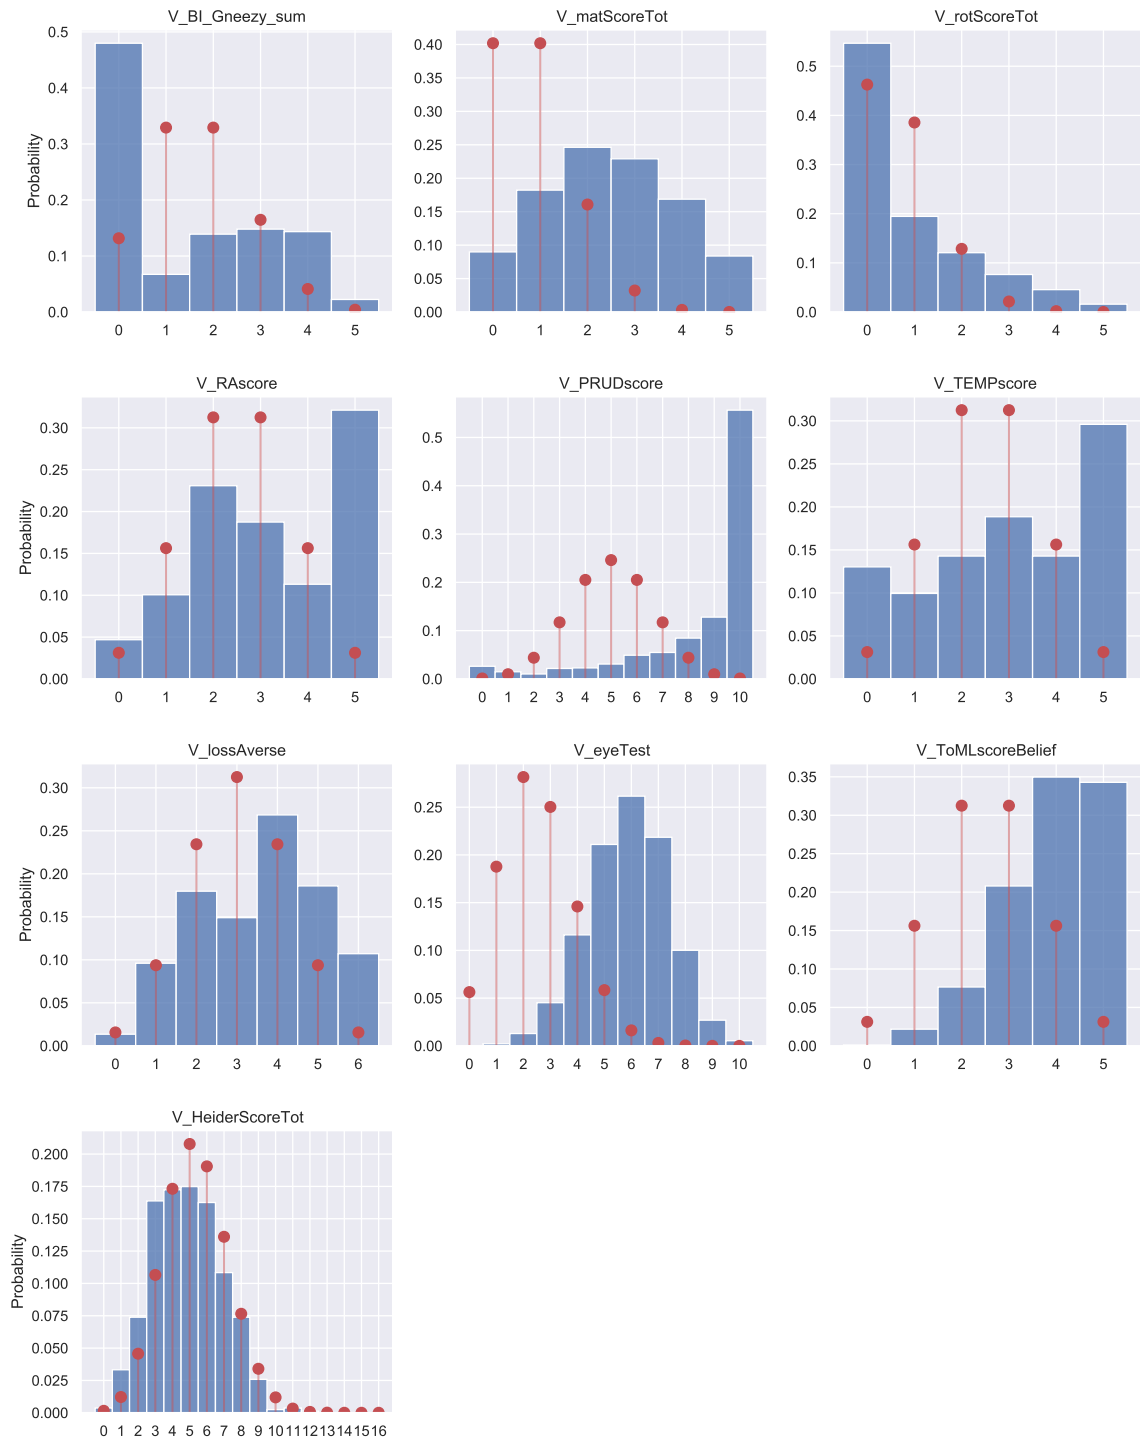 V_BI_Gneezy_sum
V_matScoreTot
V_rotScoreTot
Probability
0.5
0.4
0.3
0.2
0.1
0.0
0 1 2 3 4 5
0.40
0.35
0.30
0.25
0.20
0.15
0.10
0.05
0.00
0 1 2 3 4 5
0.5
0.4
0.3
0.2
0.1
0.0
0 1 2 3 4 5
V_RAscore
V_PRUDscore
V_TEMPscore
Probability
0.30
0.25
0.20
0.15
0.10
0.05
0.00
0 1 2 3 4 5
0.5
0.4
0.3
0.2
0.1
0.0
0 1 2 3 4 5 6 7 8 9 10
0.30
0.25
0.20
0.15
0.10
0.05
0.00
0 1 2 3 4 5
V_lossAverse
V_eyeTest
V_ToMLscoreBelief
Probability
0.30
0.25
0.20
0.15
0.10
0.05
0.00
0 1 2 3 4 5 6
0.25
0.20
0.15
0.10
0.05
0.00
0 1 2 3 4 5 6 7 8 9 10
0.35
0.30
0.25
0.20
0.15
0.10
0.05
0.00
0 1 2 3 4 5
V_HeiderScoreTot
Probability
0.200
0.175
0.150
0.125
0.100
0.075
0.050
0.025
0.000
0 1 2 3 4 5 6 7 8 9 10 11 12 13 14 15 16